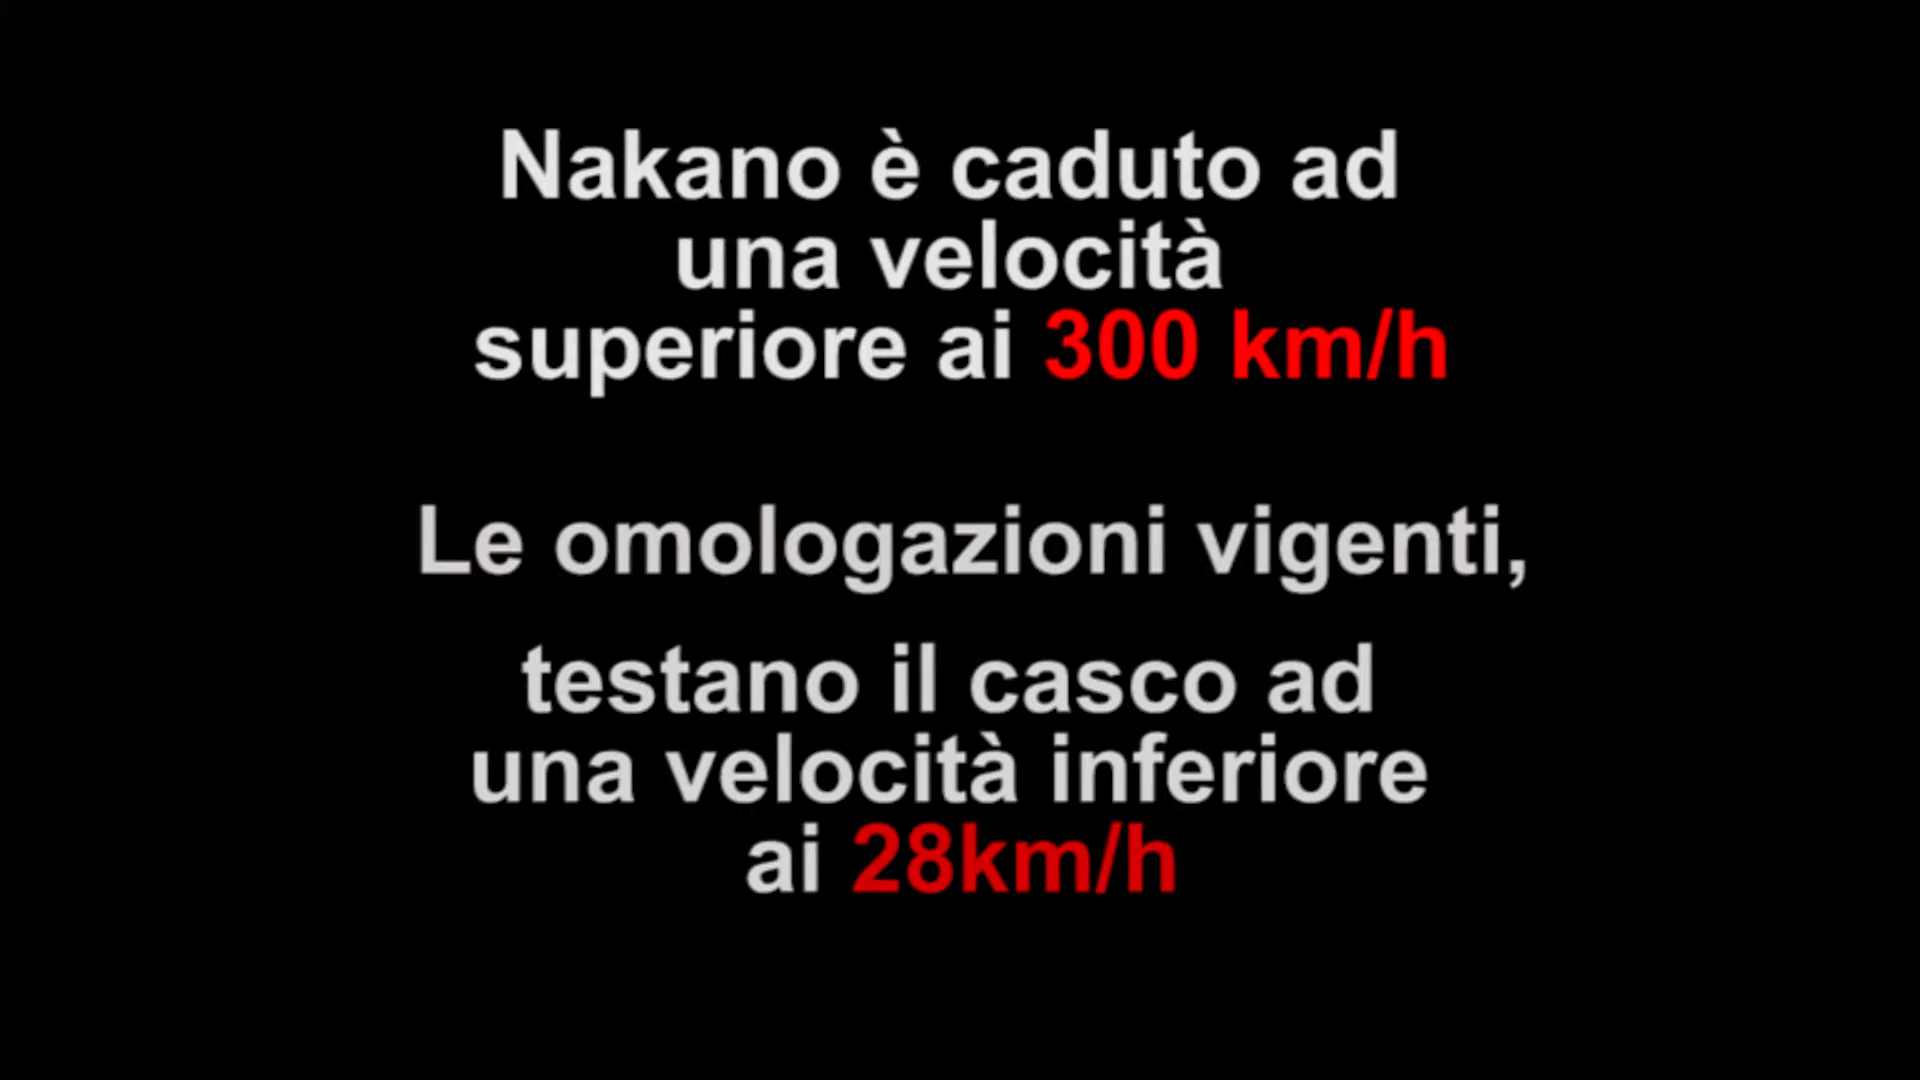 Nakano è caduto ad
una velocità
superiore ai 300 km/h
Le omologazioni vigenti,
testano il casco ad
una velocità inferiore
ai 28km/h